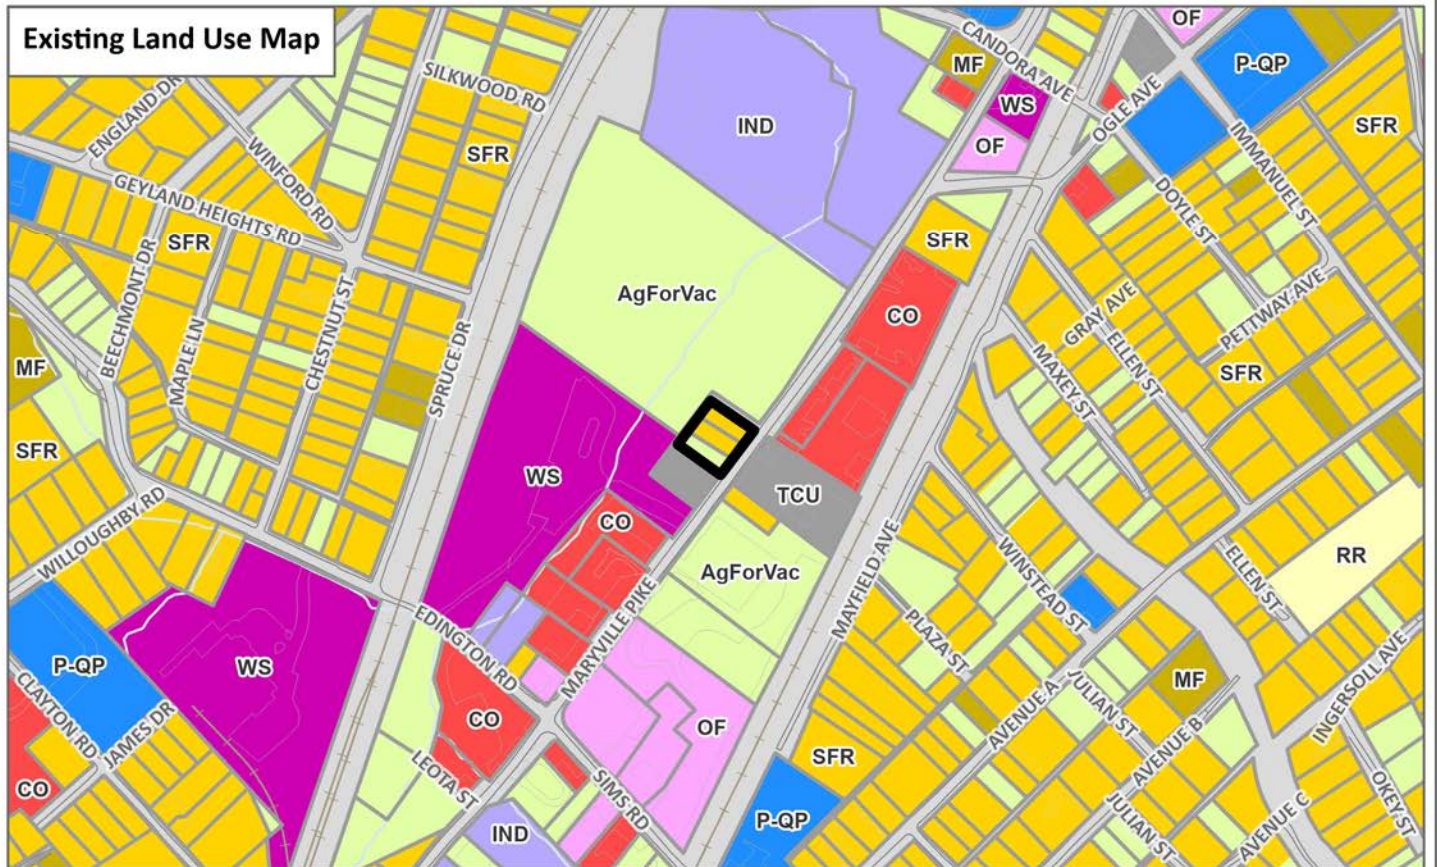 Existing Land Use Map
OF
CANDORA AVE
MF
P-QP
SILKWOOD RD
ENGLAND DR
WS
OGLE AVE
IND
SFR
OF
SFR
WINFORD RD
IMMANUEL ST
GEYLAND HEIGHTS RD
DOYLE ST
SFR
SFR
BEECHMONT DR
AgForVac
CHESTNUT ST
CO
GRAY AVE
PETTWAY AVE
MAPLE LN
SPRUCE DR
ELLEN ST
MF
MAXEY ST
SFR
SFR
WS
TCU
WILLOUGHBY RD
CO
MAYFIELD AVE
WINSTEAD ST
ELLEN ST
RR
AgForVac
EDINGTON RD
MARYVILLE PIKE
PLAZA ST
P-QP
WS
MF
CLAYTON RD
JAMES DR
CO
OF
AVENUE A
JULIAN ST
AVENUE B
INGERSOLL AVE
SFR
LEOTA ST
SIMS RD
CO
OKEY ST
IND
P-QP
JULIAN ST
AVENUE C